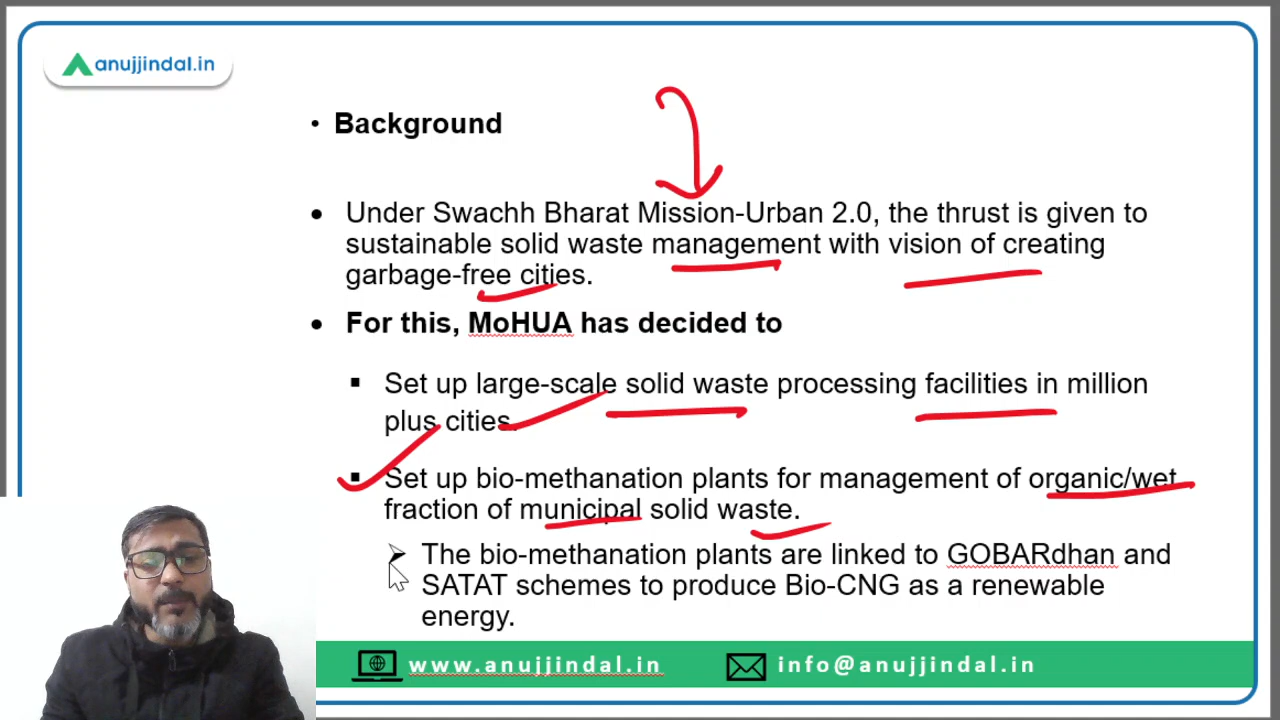 anujjindal.in
• Background
• Under Swachh Bharat Mission-Urban 2.0, the thrust is given to
sustainable solid waste management with vision of creating
garbage-free cities.
• For this, MoHUA has decided to
▪ Set up large-scale solid waste processing facilities in million
plus cities.
▪ Set up bio-methanation plants for management of organic/wet
fraction of municipal solid waste.
➢ The bio-methanation plants are linked to GOBARdhan and
SATAT schemes to produce Bio-CNG as a renewable
energy.
www.anujjindal.in
info@anujjindal.in